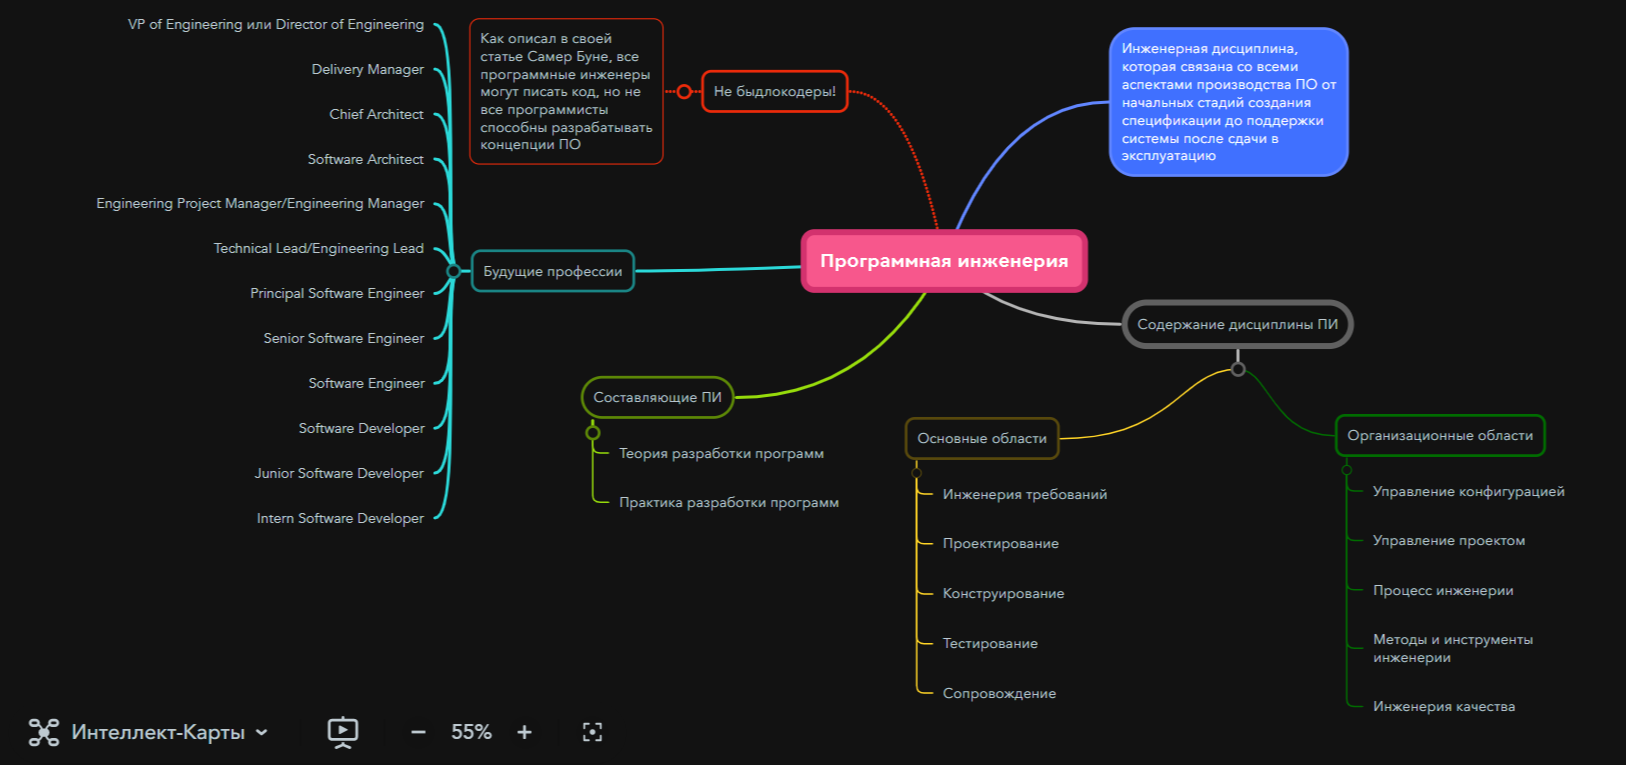 VP of Engineering или Director of Engineering
Delivery Manager
Chief Architect
Software Architect
Engineering Project Manager/Engineering Manager
Technical Lead/Engineering Lead
Principal Software Engineer
Senior Software Engineer
Software Engineer
Software Developer
Junior Software Developer
Intern Software Developer
Будущие профессии
Как описал в своей
статье Самер Буне, все
программные инженеры
могут писать код, но не
все программисты
способны разрабатывать
концепции ПО
Не быдлокодеры!
Инженерная дисциплина,
которая связана со всеми
аспектами производства ПО от
начальных стадий создания
спецификации до поддержки
системы после сдачи в
эксплуатацию
Программная инженерия
Содержание дисциплины ПИ
Составляющие ПИ
Теория разработки программ
Практика разработки программ
Основные области
Инженерия требований
Проектирование
Конструирование
Тестирование
Сопровождение
Организационные области
Управление конфигурацией
Управление проектом
Процесс инженерии
Методы и инструменты
инженерии
Инженерия качества
Интеллект-Карты
55%